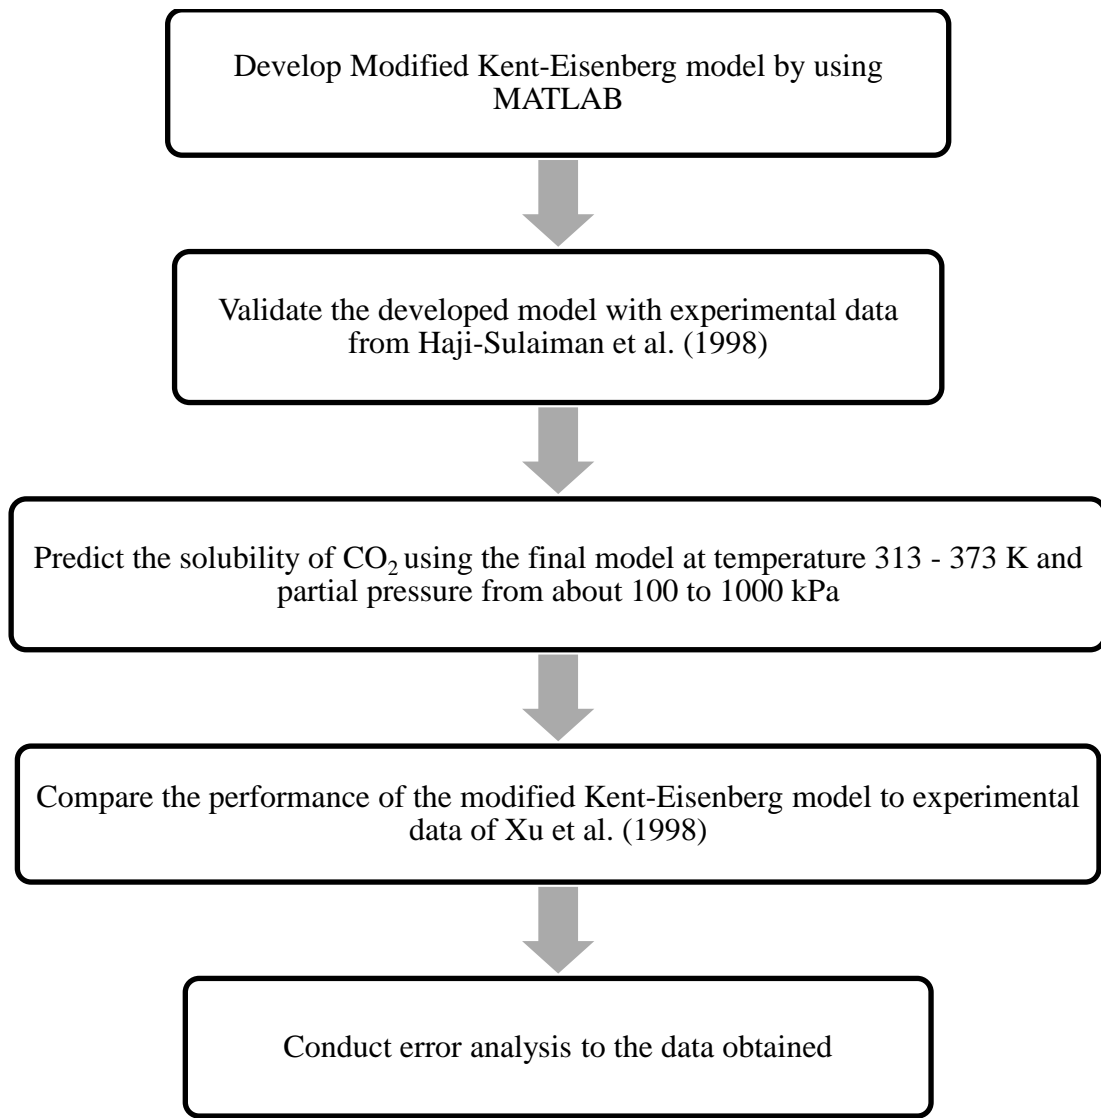 Develop Modified Kent-Eisenberg model by using
MATLAB
Validate the developed model with experimental data
from Haji-Sulaiman et al. (1998)
Predict the solubility of CO₂ using the final model at temperature 313 - 373 K and
partial pressure from about 100 to 1000 kPa
Compare the performance of the modified Kent-Eisenberg model to experimental
data of Xu et al. (1998)
Conduct error analysis to the data obtained